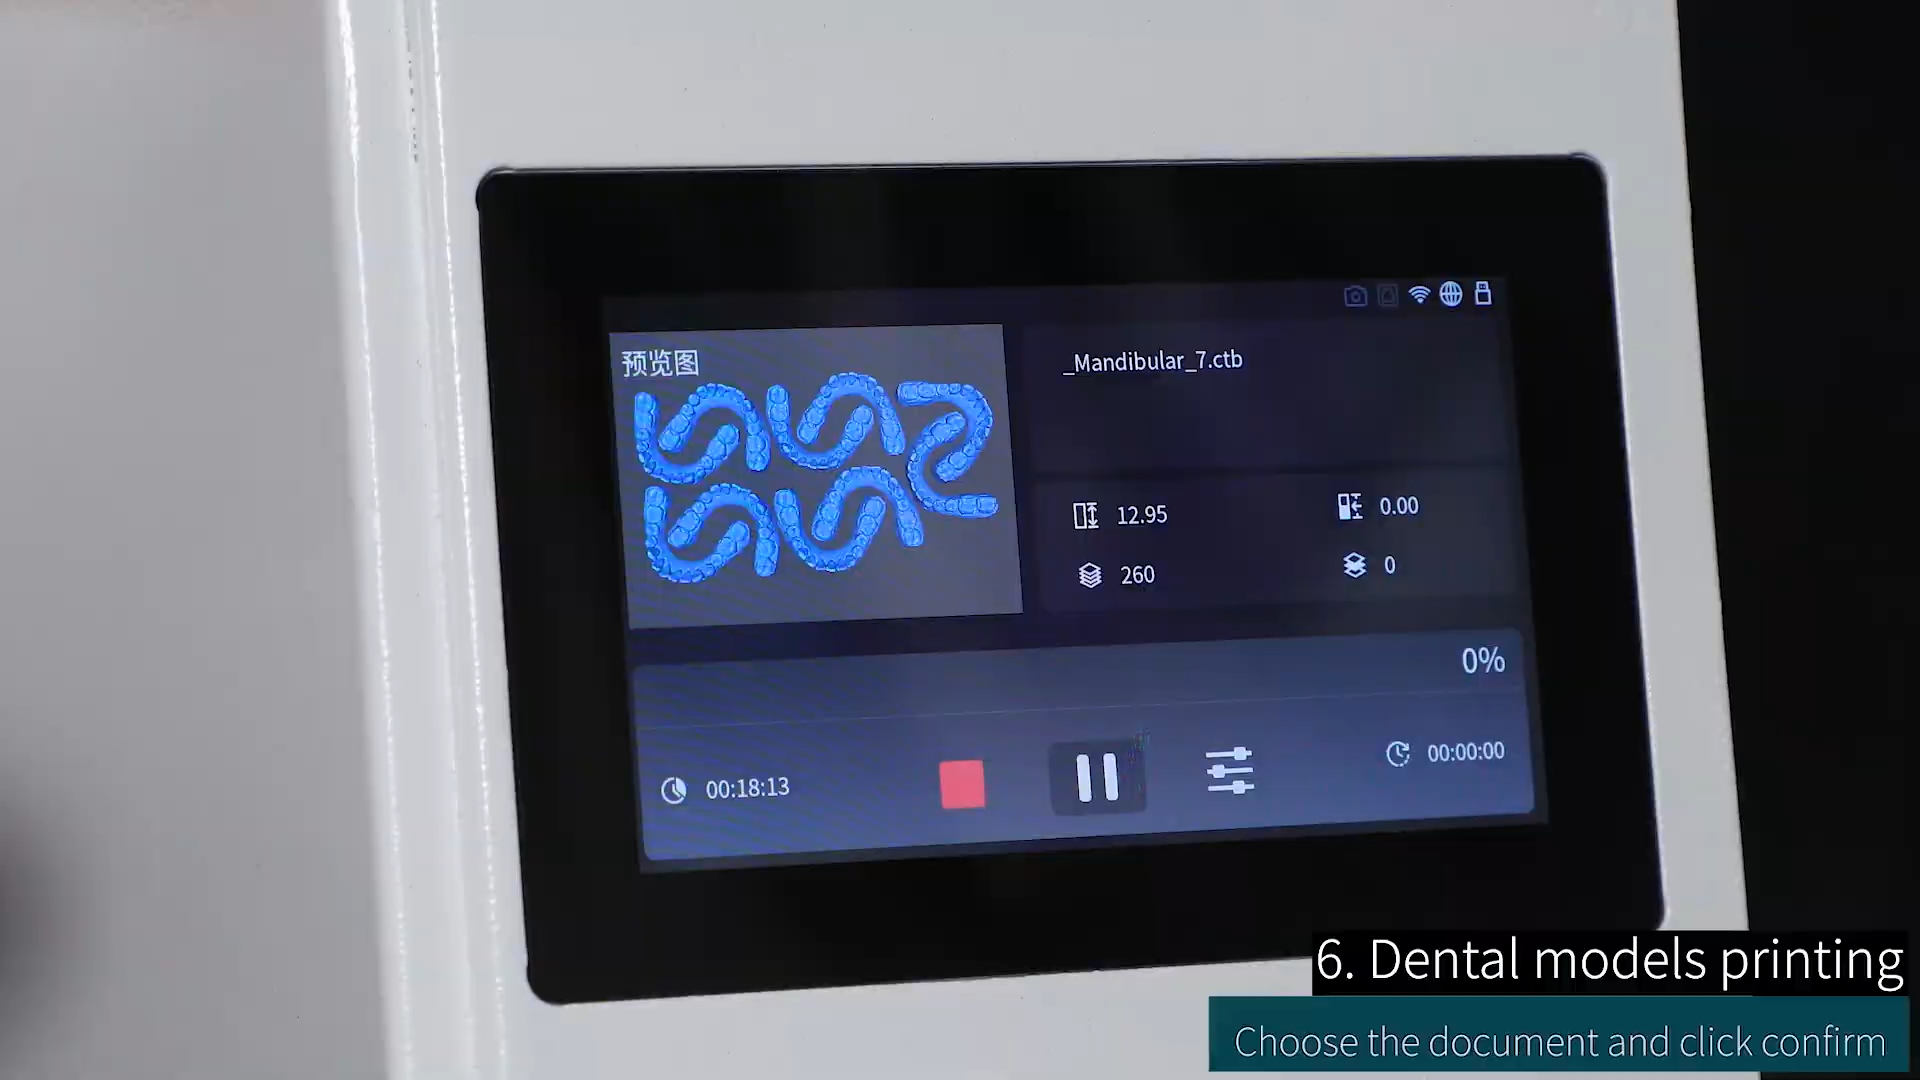 预览图
_Mandibular_7.ctb
12.95
0.00
260
0
0%
00:18:13
00:00:00
6. Dental models printing
Choose the document and click confirm